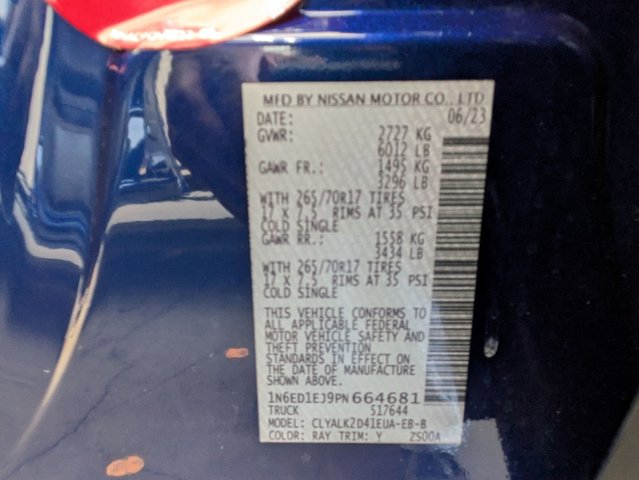 MFD BY NISSAN MOTOR CO., LTD
DATE: 06/23
GVWR: 2727 KG
6012 LB
GAWR FR.: 1495 KG
3296 LB
WITH 265/70R17 TIRES
17 X 7.5 RIMS AT 35 PSI
COLD SINGLE
GAWR RR.: 1558 KG
3434 LB
WITH 265/70R17 TIRES
17 X 7.5 RIMS AT 35 PSI
COLD SINGLE
THIS VEHICLE CONFORMS TO
ALL APPLICABLE FEDERAL
MOTOR VEHICLE SAFETY AND
THEFT PREVENTION
STANDARDS IN EFFECT ON
THE DATE OF MANUFACTURE
SHOWN ABOVE.
1N6ED1EJ9PN664681
TRUCK 517644
MODEL: CLYALK2D41EUA-EB-B
COLOR: RAY TRIM: Y 2S00A